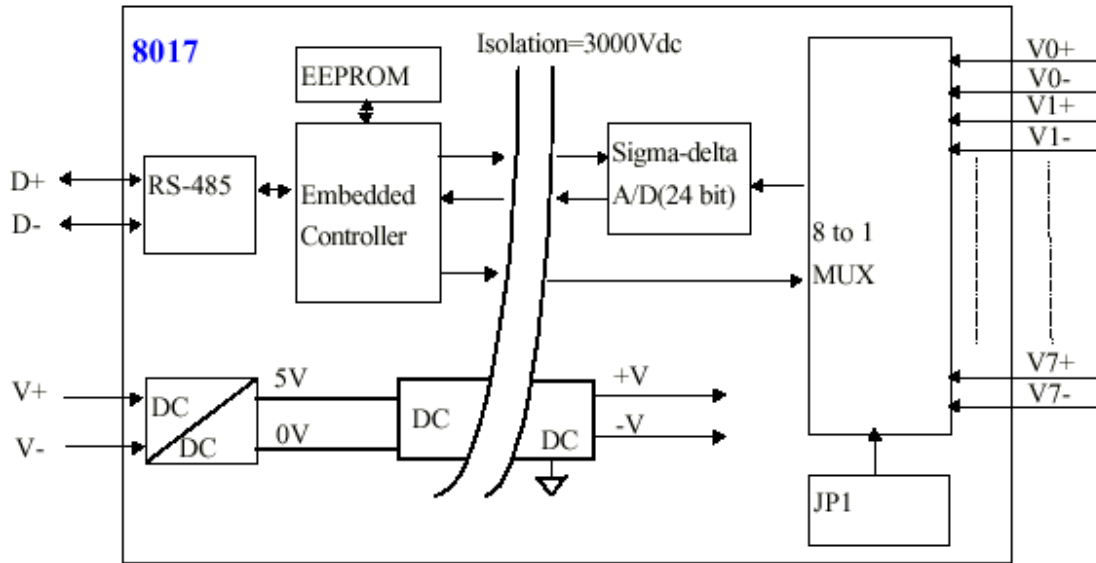 8017
Isolation=3000Vdc
EEPROM
V0+
V0-
V1+
V1-
D+
D-
RS-485
Embedded
Controller
Sigma-delta
A/D(24 bit)
8 to 1
MUX
V7+
V7-
V+
V-
DC
DC
5V
0V
DC
DC
+V
-V
JP1